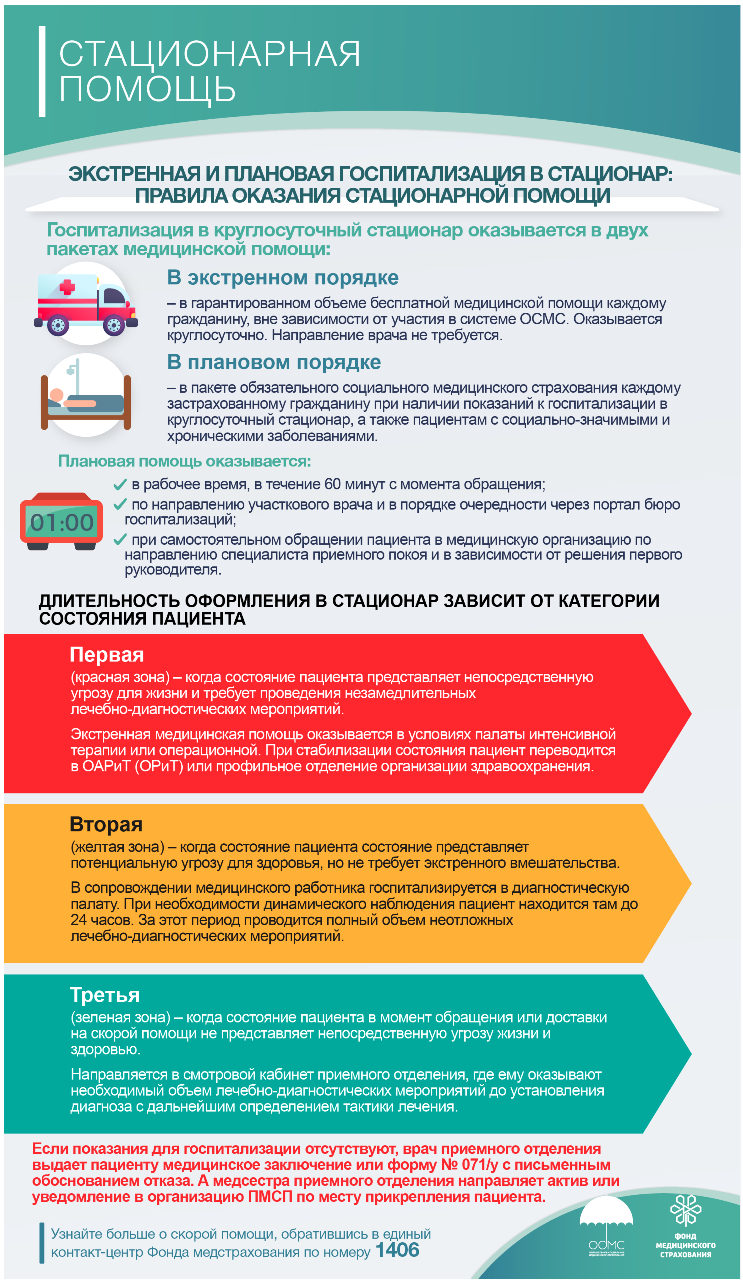 СТАЦИОНАРНАЯ
ПОМОЩЬ
ЭКСТРЕННАЯ И ПЛАНОВАЯ ГОСПИТАЛИЗАЦИЯ В СТАЦИОНАР:
ПРАВИЛА ОКАЗАНИЯ СТАЦИОНАРНОЙ ПОМОЩИ
Госпитализация в круглосуточный стационар оказывается в двух
пакетах медицинской помощи:
В экстренном порядке
– в гарантированном объеме бесплатной медицинской помощи каждому
гражданину, вне зависимости от участия в системе ОСМС. Оказывается
круглосуточно. Направление врача не требуется.
В плановом порядке
– в пакете обязательного социального медицинского страхования каждому
застрахованному гражданину при наличии показаний к госпитализации в
круглосуточный стационар, а также пациентам с социально-значимыми и
хроническими заболеваниями.
Плановая помощь оказывается:
01:00
в рабочее время, в течение 60 минут с момента обращения;
по направлению участкового врача и в порядке очередности через портал бюро
госпитализаций;
при самостоятельном обращении пациента в медицинскую организацию по
направлению специалиста приемного покоя и в зависимости от решения первого
руководителя.
ДЛИТЕЛЬНОСТЬ ОФОРМЛЕНИЯ В СТАЦИОНАР ЗАВИСИТ ОТ КАТЕГОРИИ
СОСТОЯНИЯ ПАЦИЕНТА
Первая
(красная зона) – когда состояние пациента представляет непосредственную
угрозу для жизни и требует проведения незамедлительных
лечебно-диагностических мероприятий.
Экстренная медицинская помощь оказывается в условиях палаты интенсивной
терапии или операционной. При стабилизации состояния пациент переводится
в ОАРиТ (ОРиТ) или профильное отделение организации здравоохранения.
Вторая
(желтая зона) – когда состояние пациента состояние представляет
потенциальную угрозу для здоровья, но не требует экстренного вмешательства.
В сопровождении медицинского работника госпитализируется в диагностическую
палату. При необходимости динамического наблюдения пациент находится там до
24 часов. За этот период проводится полный объем неотложных
лечебно-диагностических мероприятий.
Третья
(зеленая зона) – когда состояние пациента в момент обращения или доставки
на скорой помощи не представляет непосредственную угрозу жизни и
здоровью.
Направляется в смотровой кабинет приемного отделения, где ему оказывают
необходимый объем лечебно-диагностических мероприятий до установления
диагноза с дальнейшим определением тактики лечения.
Если показания для госпитализации отсутствуют, врач приемного отделения
выдает пациенту медицинское заключение или форму № 071/у с письменным
обоснованием отказа. А медсестра приемного отделения направляет актив или
уведомление в организацию ПМСП по месту прикрепления пациента.
Узнайте больше о скорой помощи, обратившись в единый
контакт-центр Фонда медстрахования по номеру 1406
осмс
ФОНД
МЕДИЦИНСКОГО
СТРАХОВАНИЯ